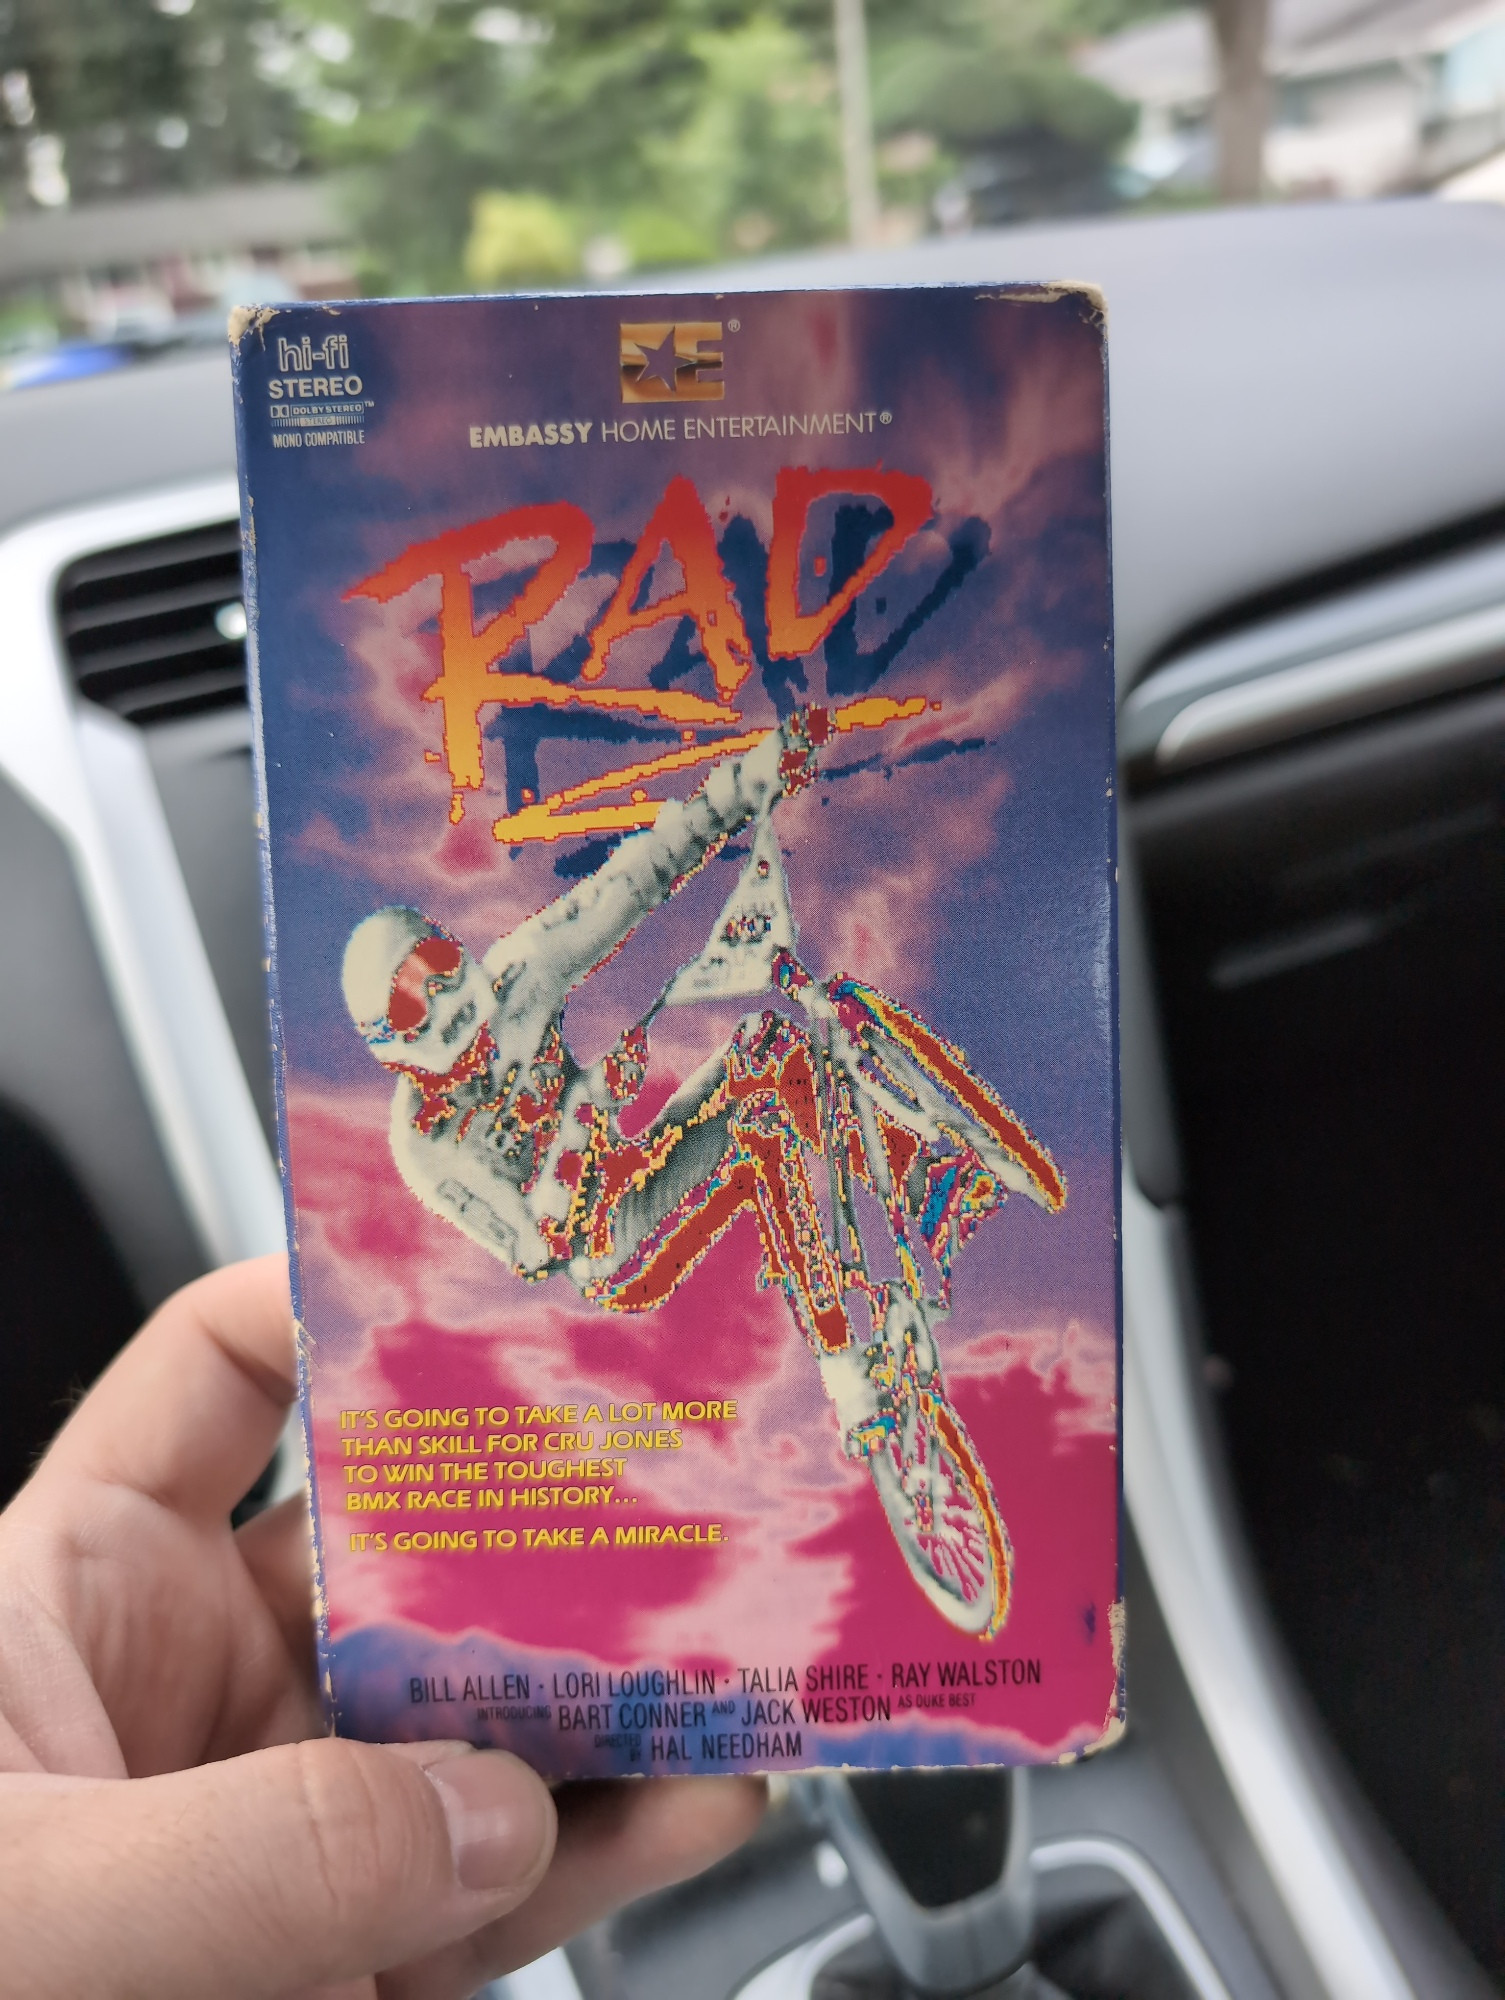 hi-fi
STEREO
DOLBY STEREO™
STEREO
MONO COMPATIBLE
E®
EMBASSY HOME ENTERTAINMENT®
RAD
IT'S GOING TO TAKE A LOT MORE
THAN SKILL FOR CRU JONES
TO WIN THE TOUGHEST
BMX RACE IN HISTORY...
IT'S GOING TO TAKE A MIRACLE.
BILL ALLEN · LORI LOUGHLIN · TALIA SHIRE · RAY WALSTON
INTRODUCING BART CONNER AND JACK WESTON AS DUKE BEST
DIRECTED BY HAL NEEDHAM